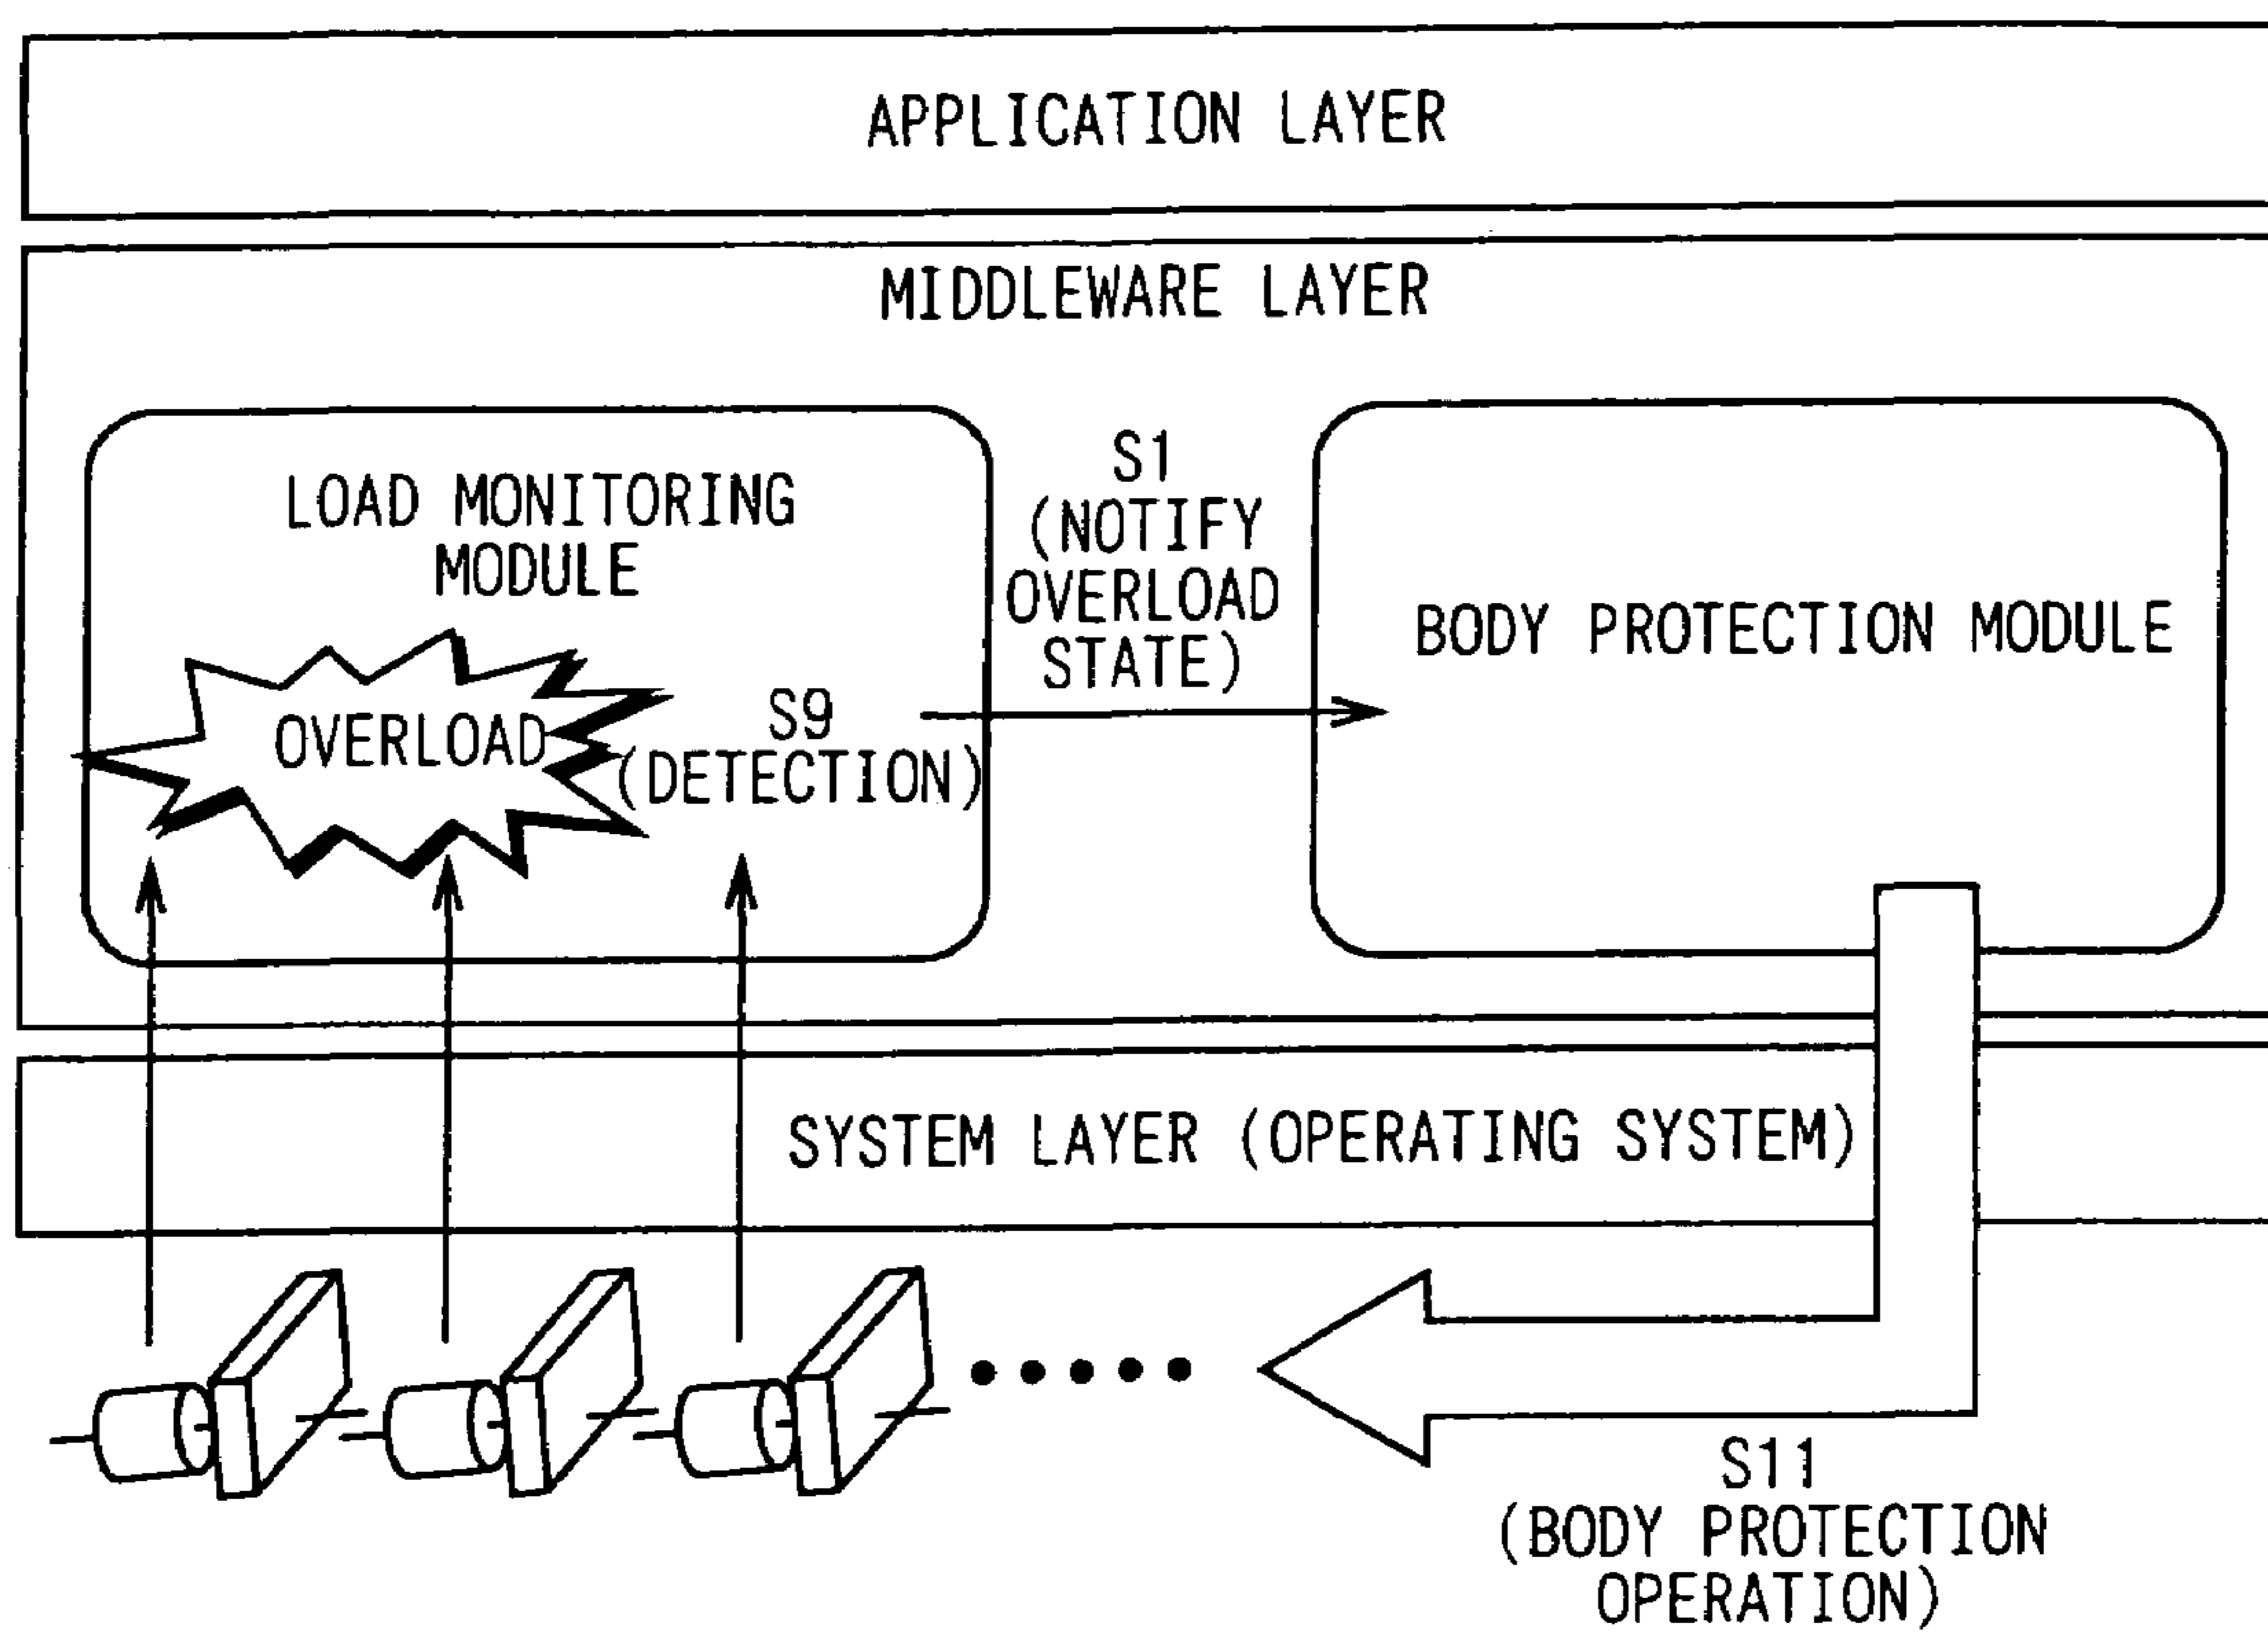 APPLICATION LAYER
MIDDLEWARE LAYER
LOAD MONITORING
MODULE
OVERLOAD
S9
(DETECTION)
S1
(NOTIFY
OVERLOAD
STATE)
BODY PROTECTION MODULE
SYSTEM LAYER (OPERATING SYSTEM)
S11
(BODY PROTECTION
OPERATION)